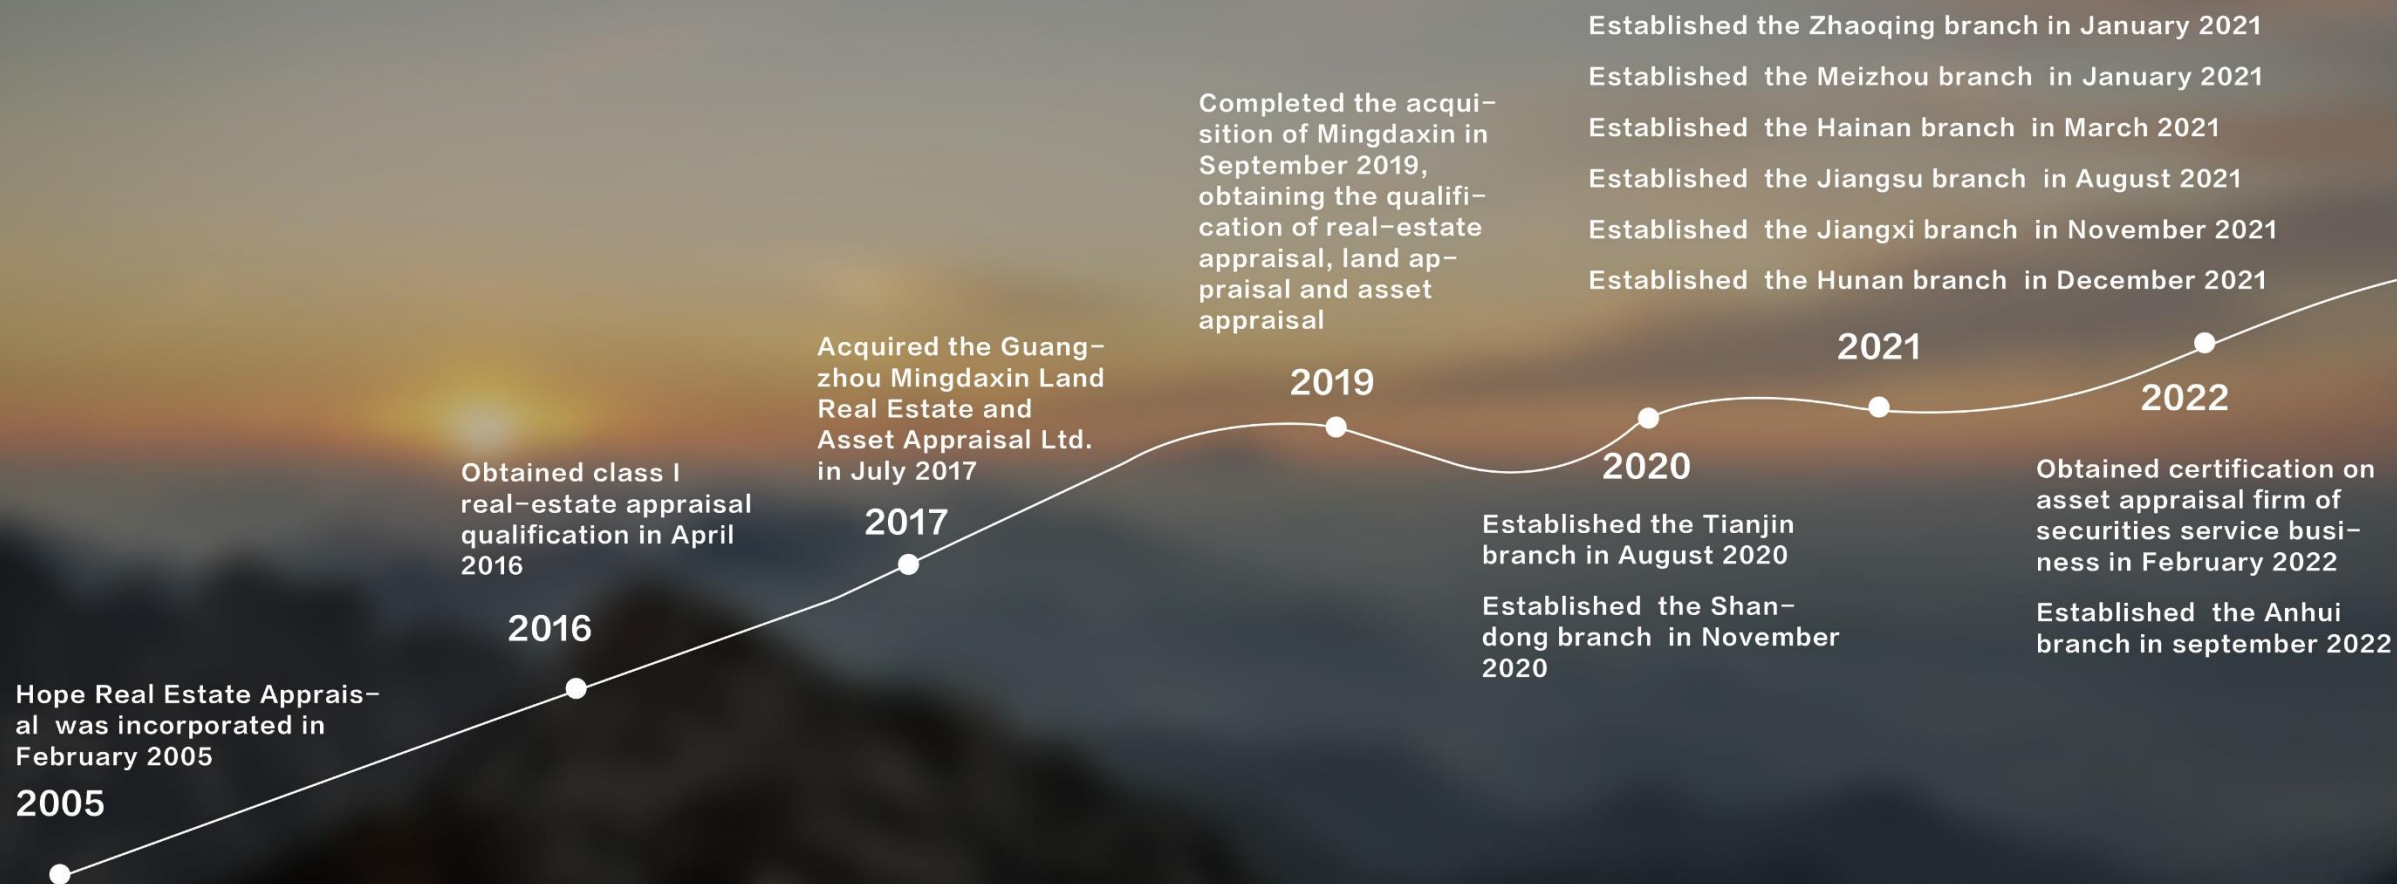 Hope Real Estate Apprais-
al was incorporated in
February 2005
2005
Obtained class I
real-estate appraisal
qualification in April
2016
2016
Acquired the Guang-
zhou Mingdaxin Land
Real Estate and
Asset Appraisal Ltd.
in July 2017
2017
Completed the acqui-
sition of Mingdaxin in
September 2019,
obtaining the qualifi-
cation of real-estate
appraisal, land ap-
praisal and asset
appraisal
2019
2020
Established the Tianjin
branch in August 2020
Established the Shan-
dong branch in November
2020
Established the Zhaoqing branch in January 2021
Established the Meizhou branch in January 2021
Established the Hainan branch in March 2021
Established the Jiangsu branch in August 2021
Established the Jiangxi branch in November 2021
Established the Hunan branch in December 2021
2021
2022
Obtained certification on
asset appraisal firm of
securities service busi-
ness in February 2022
Established the Anhui
branch in september 2022